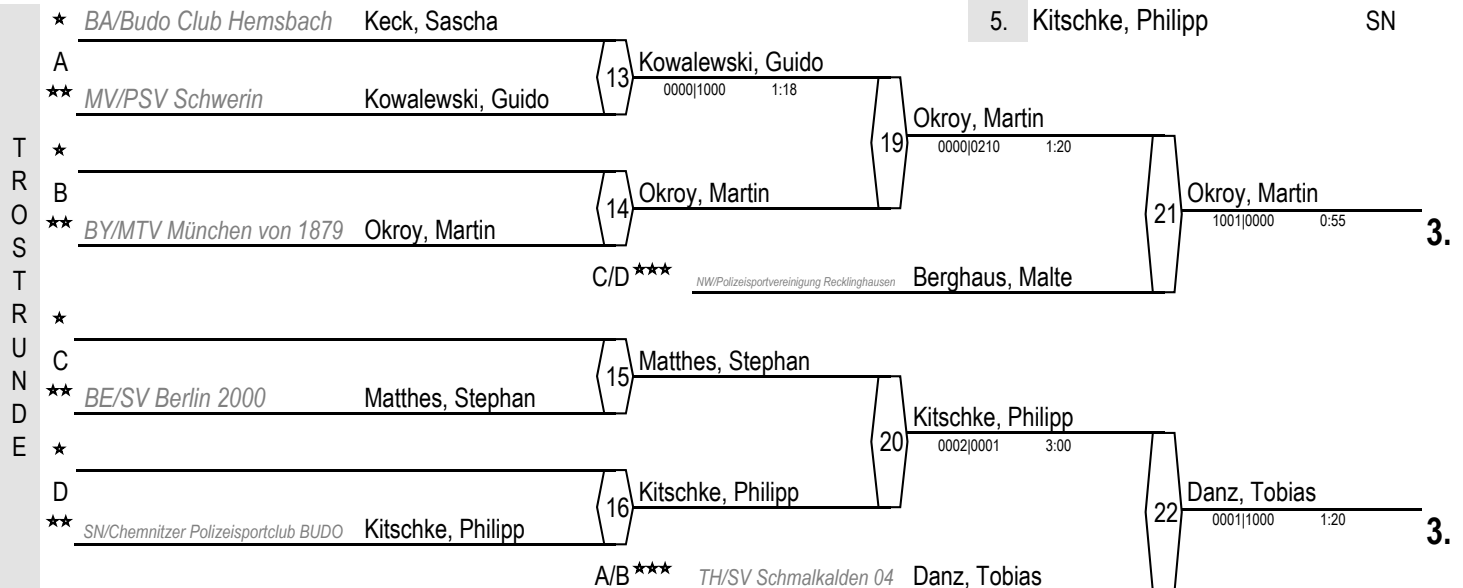 ★ BA/Budo Club Hemsbach Keck, Sascha
5. Kitschke, Philipp SN
A
13 Kowalewski, Guido
0000|1000 1:18
★★ MV/PSV Schwerin Kowalewski, Guido
TROSTRUNDE
19 Okroy, Martin
0000|0210 1:20
★
B
14 Okroy, Martin
21 Okroy, Martin
1001|0000 0:55
3.
★★ BY/MTV München von 1879 Okroy, Martin
C/D ★★★ NW/Polizeisportvereinigung Recklinghausen Berghaus, Malte
★
C
15 Matthes, Stephan
★★ BE/SV Berlin 2000 Matthes, Stephan
20 Kitschke, Philipp
0002|0001 3:00
★
D
16 Kitschke, Philipp
22 Danz, Tobias
0001|1000 1:20
3.
★★ SN/Chemnitzer Polizeisportclub BUDO Kitschke, Philipp
A/B ★★★ TH/SV Schmalkalden 04 Danz, Tobias